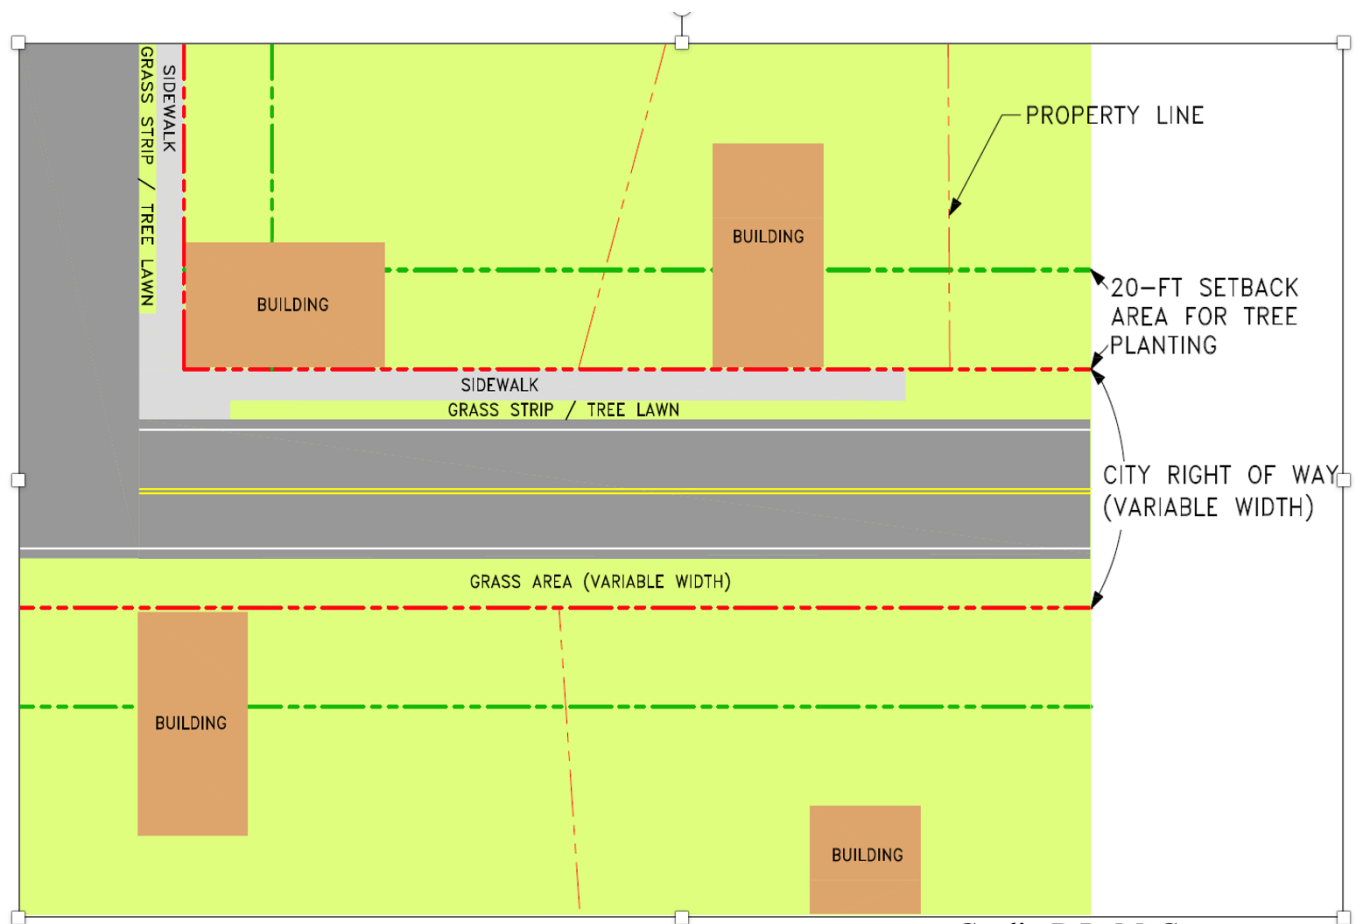 GRASS STRIP / TREE LAWN
SIDEWALK
PROPERTY LINE
BUILDING
20-FT SETBACK
AREA FOR TREE
PLANTING
BUILDING
SIDEWALK
GRASS STRIP / TREE LAWN
CITY RIGHT OF WAY
(VARIABLE WIDTH)
GRASS AREA (VARIABLE WIDTH)
BUILDING
BUILDING